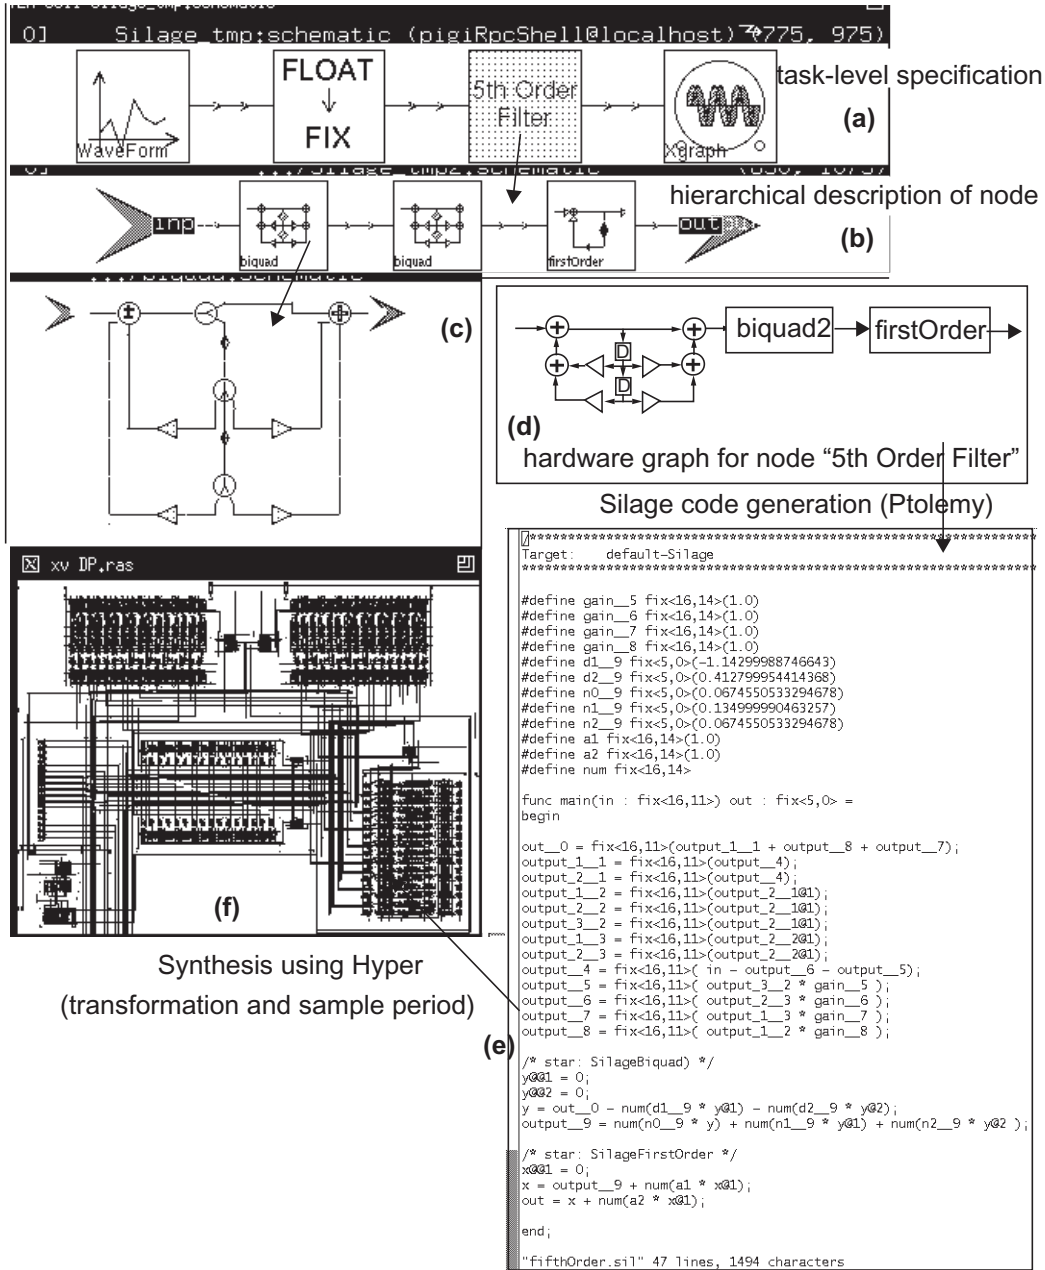 Silage_tmp:schematic (pigiRpcShell@localhost) 775, 975)
WaveForm
FLOAT
FIX
5th Order
Filter
Xgraph
task-level specification
(a)
.../Silage_tmp2.schematic
hierarchical description of node
inp
biquad
biquad
firstOrder
out
(b)
.../biquad.schematic
(c)
biquad2
firstOrder
D
D
(d)
hardware graph for node “5th Order Filter”
Silage code generation (Ptolemy)
xv DP.ras
(f)
Synthesis using Hyper
(transformation and sample period)
(e)
/**********************************************************************
Target: default-Silage
**********************************************************************
#define gain__5 fix<16,14>(1.0)
#define gain__6 fix<16,14>(1.0)
#define gain__7 fix<16,14>(1.0)
#define gain__8 fix<16,14>(1.0)
#define d1__9 fix<5,0>(-1.14299988746643)
#define d2__9 fix<5,0>(0.412799954414368)
#define n0__9 fix<5,0>(0.0674550533294678)
#define n1__9 fix<5,0>(0.134999990463257)
#define n2__9 fix<5,0>(0.0674550533294678)
#define a1 fix<16,14>(1.0)
#define a2 fix<16,14>(1.0)
#define num fix<16,14>
func main(in : fix<16,11>) out : fix<5,0> =
begin
out__0 = fix<16,11>(output_1__1 + output__8 + output__7);
output_1__1 = fix<16,11>(output__4);
output_2__1 = fix<16,11>(output__4);
output_1__2 = fix<16,11>(output_2__1@1);
output_2__2 = fix<16,11>(output_2__1@1);
output_3__2 = fix<16,11>(output_2__1@1);
output_1__3 = fix<16,11>(output_2__2@1);
output_2__3 = fix<16,11>(output_2__2@1);
output__4 = fix<16,11>( in - output__6 - output__5);
output__5 = fix<16,11>( output_3__2 * gain__5 );
output__6 = fix<16,11>( output_2__3 * gain__6 );
output__7 = fix<16,11>( output_1__3 * gain__7 );
output__8 = fix<16,11>( output_1__2 * gain__8 );
/* star: SilageBiquad) */
y@@1 = 0;
y@@2 = 0;
y = out__0 - num(d1__9 * y@1) - num(d2__9 * y@2);
output__9 = num(n0__9 * y) + num(n1__9 * y@1) + num(n2__9 * y@2 );
/* star: SilageFirstOrder */
x@@1 = 0;
x = output__9 + num(a1 * x@1);
out = x + num(a2 * x@1);
end;
"fifthOrder.sil" 47 lines, 1494 characters